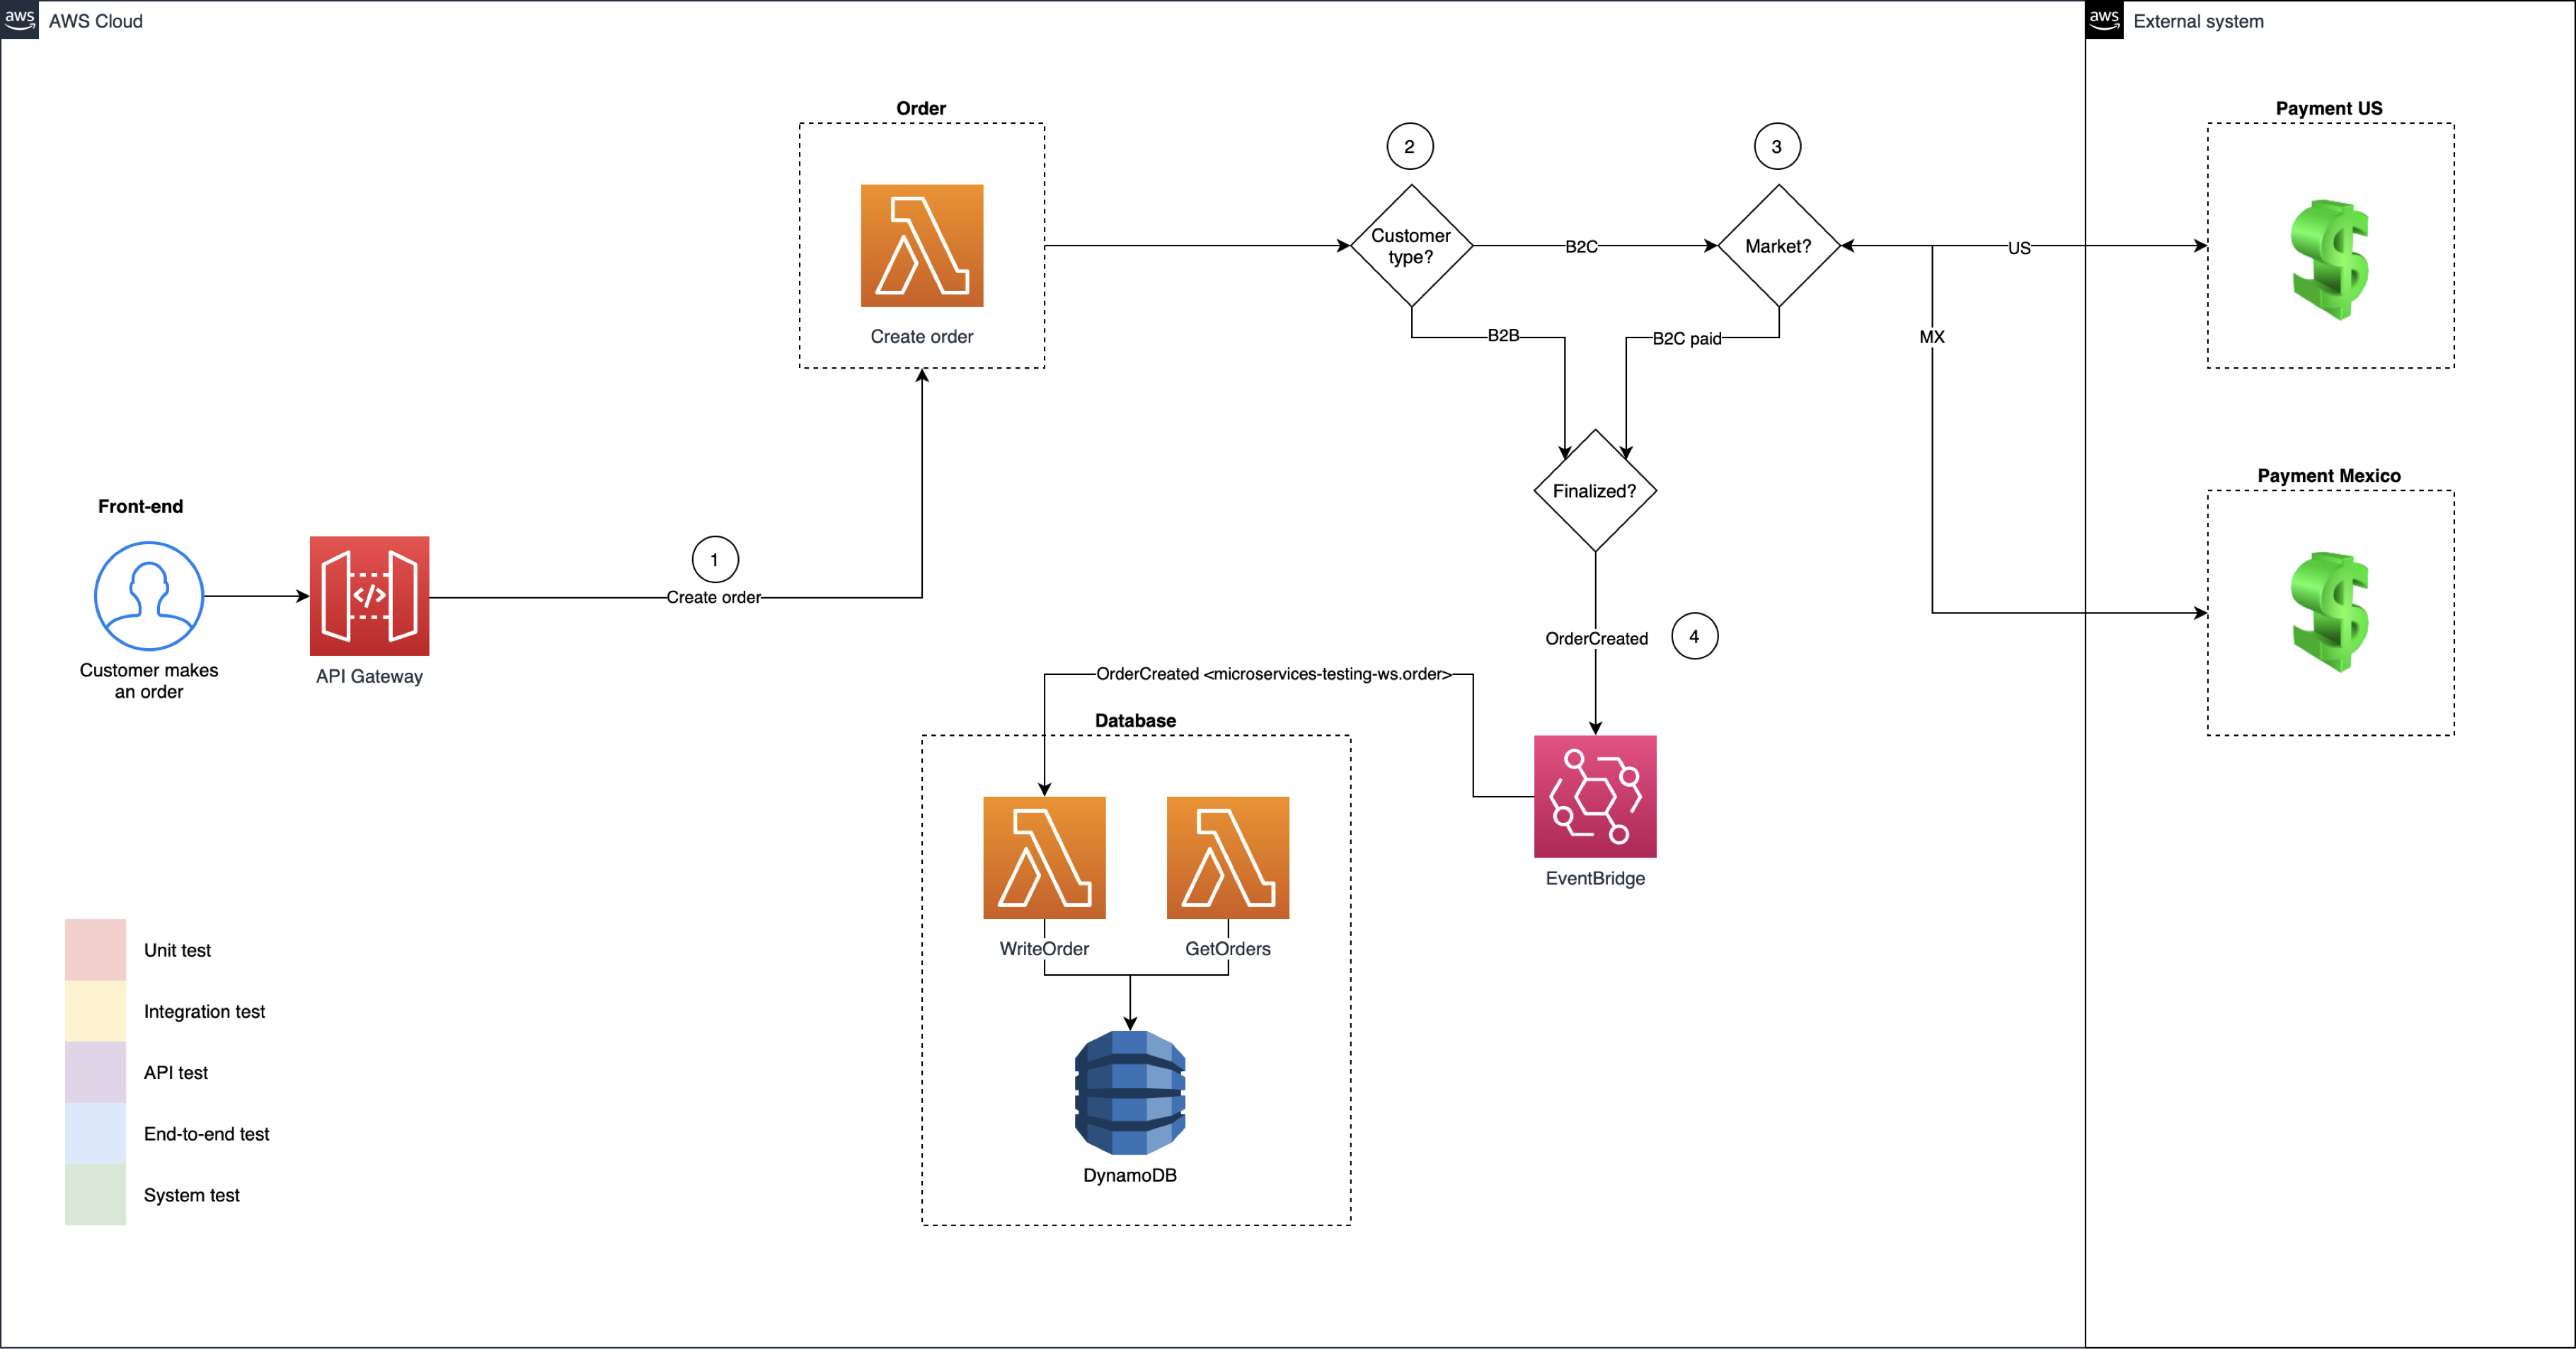 aws AWS Cloud
aws External system
Order
Create order
2
Customer
type?
B2C
3
Market?
US
Payment US
B2B
B2C paid
MX
Finalized?
Payment Mexico
Front-end
Customer makes
an order
</>
API Gateway
1
Create order
OrderCreated
4
OrderCreated <microservices-testing-ws.order>
Database
WriteOrder
GetOrders
EventBridge
DynamoDB
Unit test
Integration test
API test
End-to-end test
System test